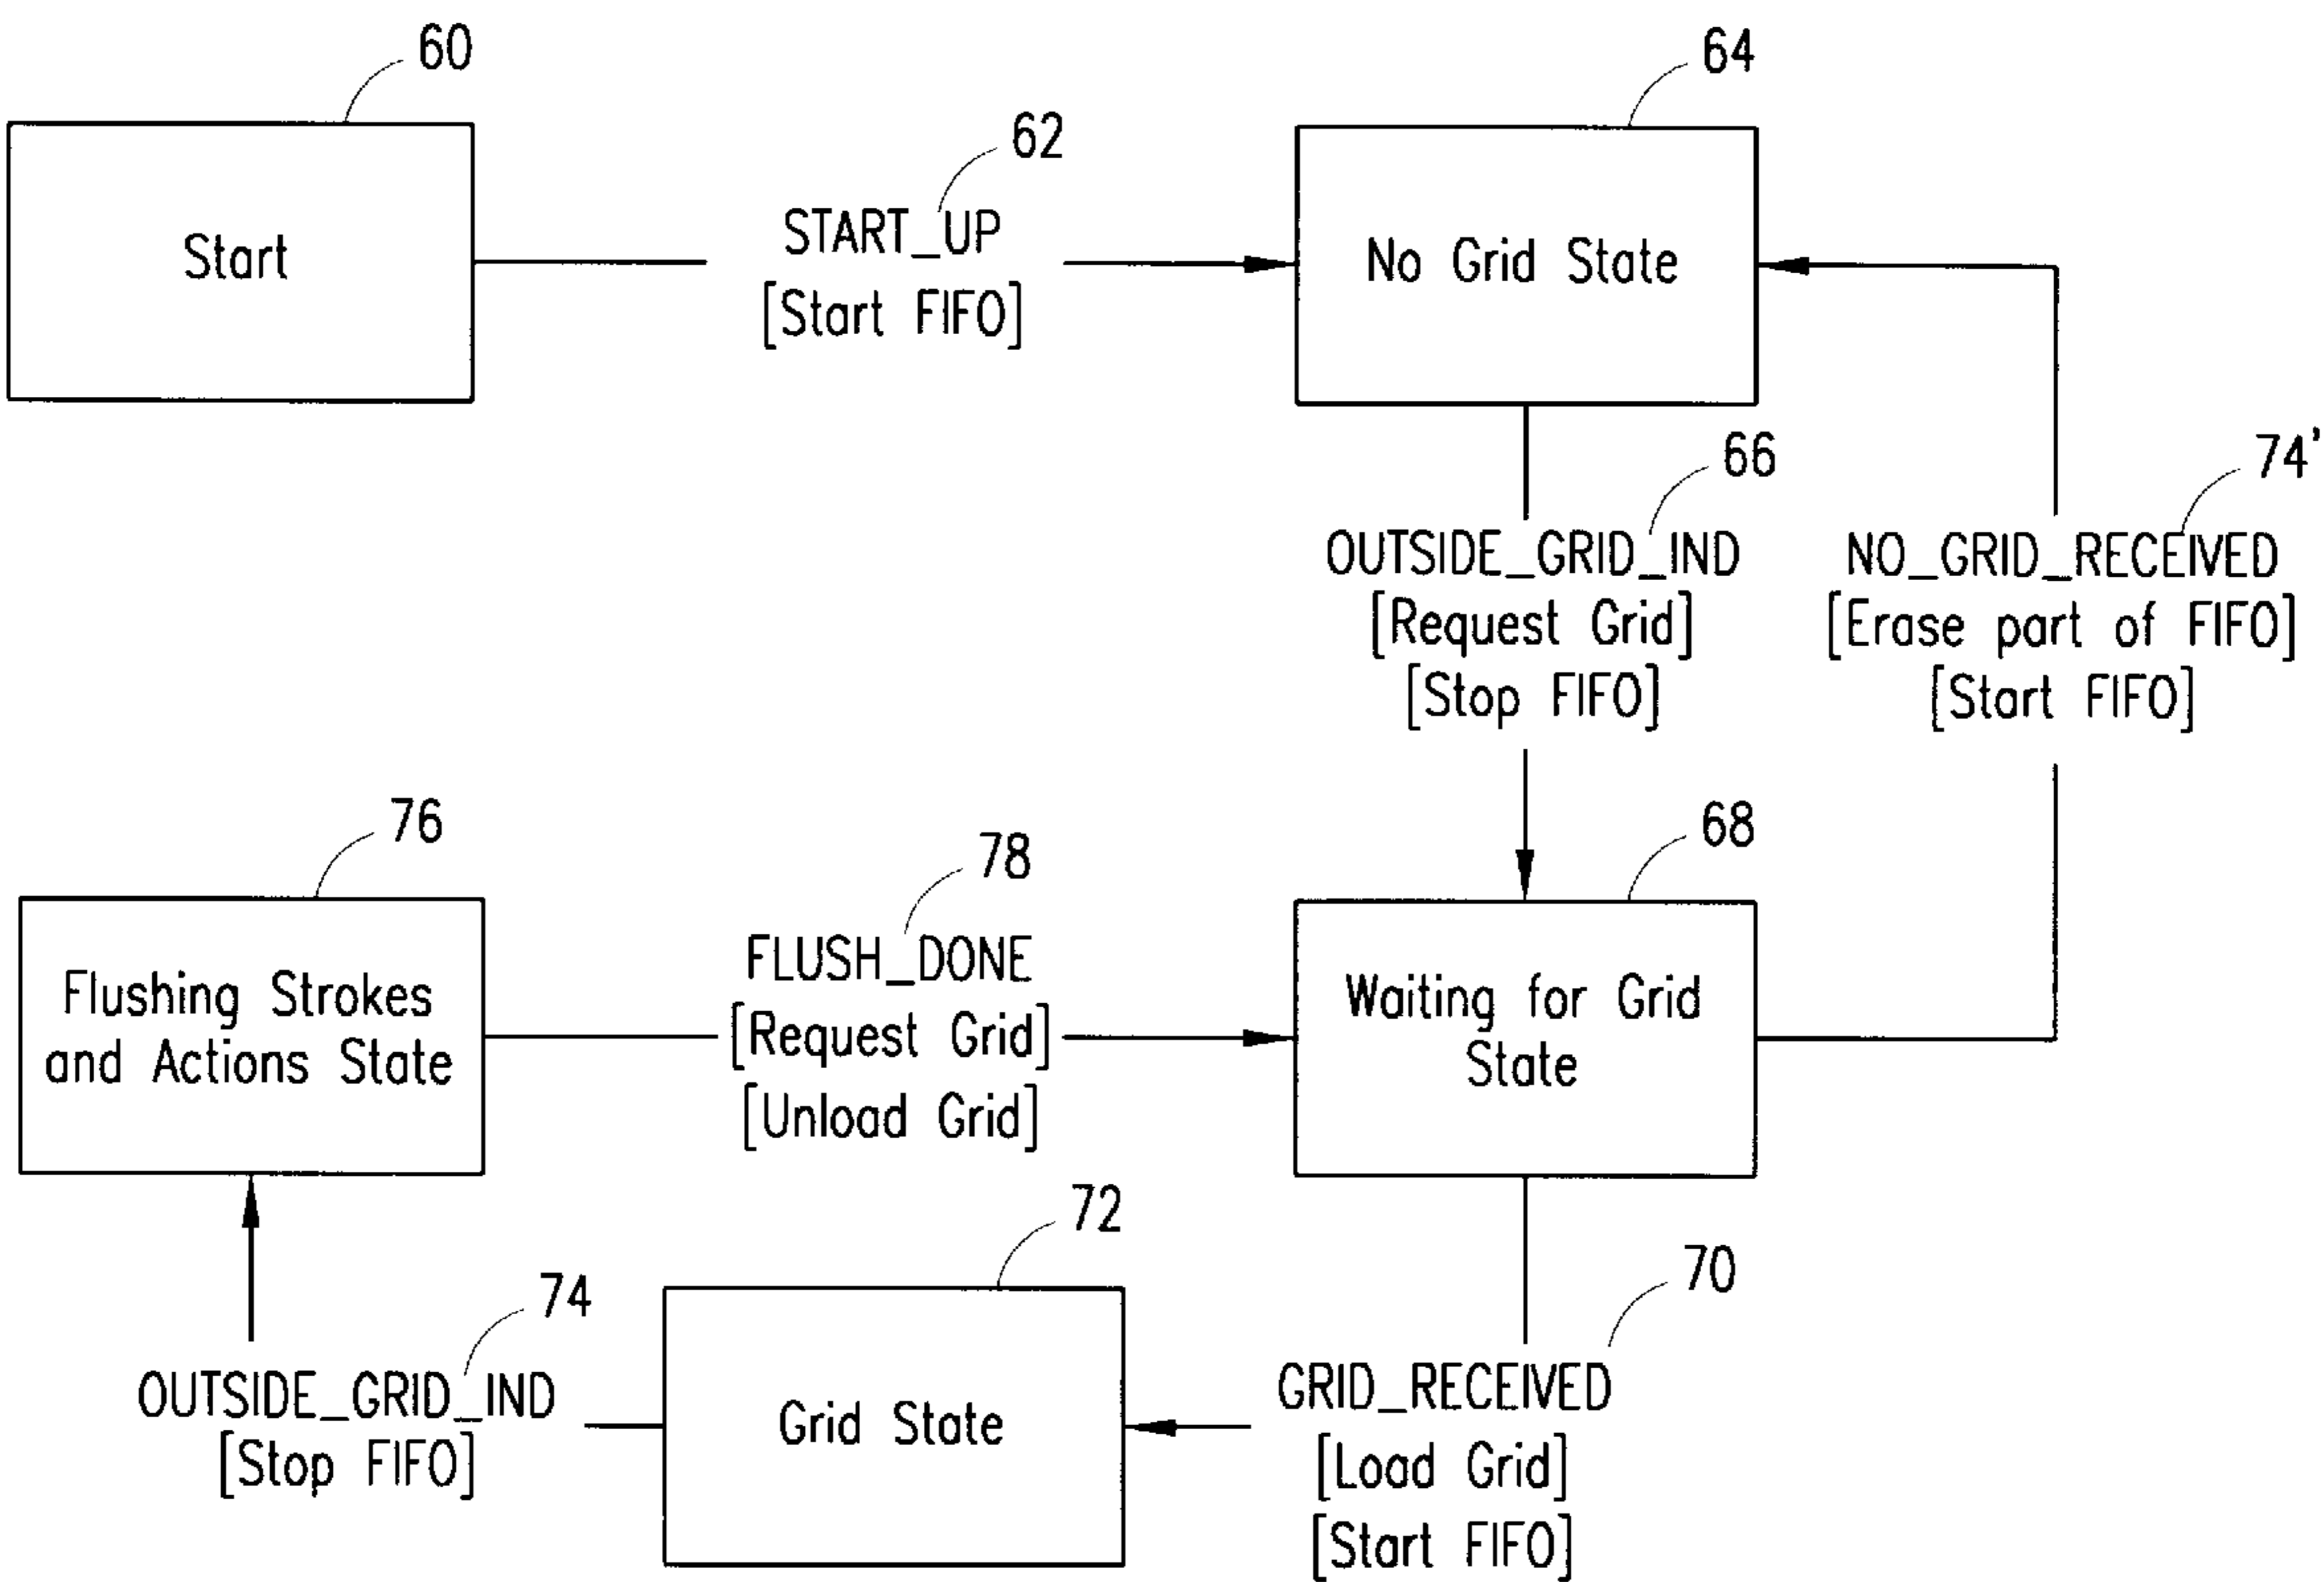 60
Start
62
START_UP
[Start FIFO]
64
No Grid State
66
OUTSIDE_GRID_IND
[Request Grid]
[Stop FIFO]
74'
NO_GRID_RECEIVED
[Erase part of FIFO]
[Start FIFO]
76
Flushing Strokes
and Actions State
78
FLUSH_DONE
[Request Grid]
[Unload Grid]
68
Waiting for Grid
State
74
OUTSIDE_GRID_IND
[Stop FIFO]
72
Grid State
70
GRID_RECEIVED
[Load Grid]
[Start FIFO]